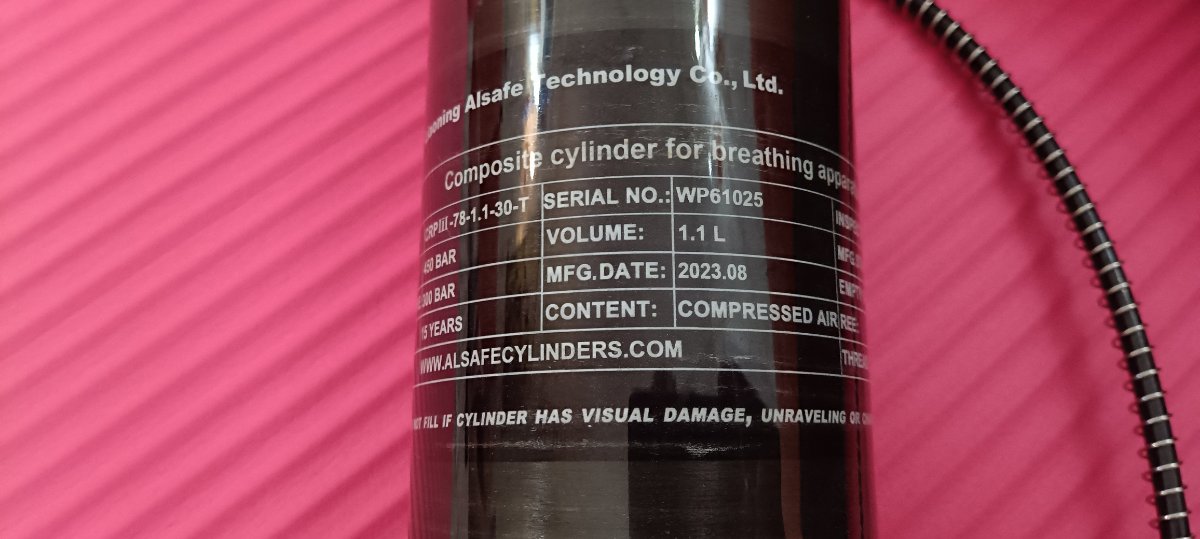 Alsafe Technology Co., Ltd.
Composite cylinder for breathing
CRPIII-78-1.1-30-T SERIAL NO.: WP61025
450 BAR VOLUME: 1.1 L
300 BAR MFG.DATE: 2023.08
15 YEARS CONTENT: COMPRESSED AIR
WWW.ALSAFECYLINDERS.COM
FILL IF CYLINDER HAS VISUAL DAMAGE, UNRAVELING OR